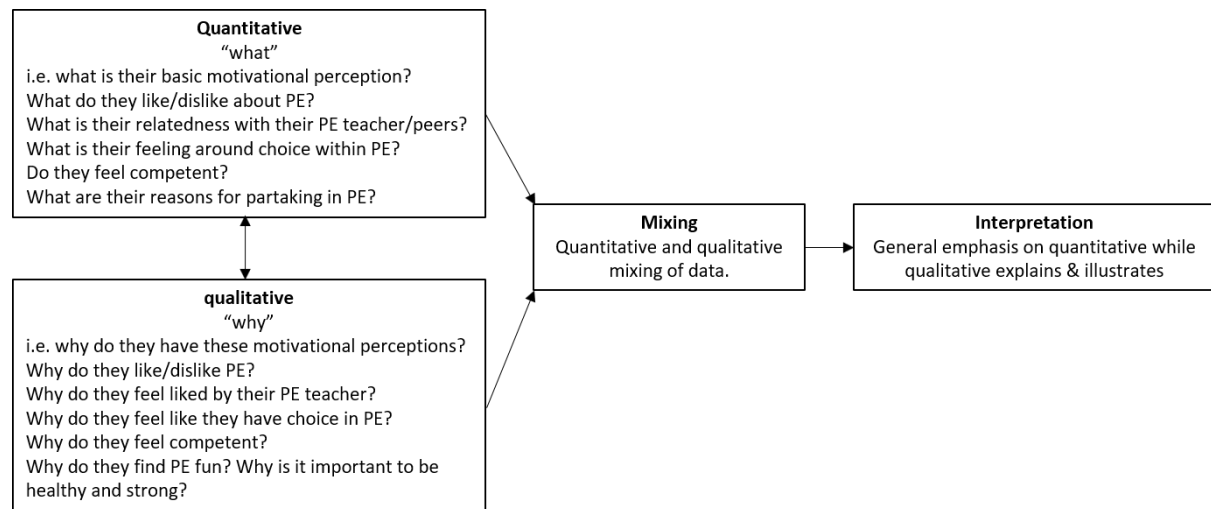 Quantitative
“what”
i.e. what is their basic motivational perception?
What do they like/dislike about PE?
What is their relatedness with their PE teacher/peers?
What is their feeling around choice within PE?
Do they feel competent?
What are their reasons for partaking in PE?
qualitative
“why”
i.e. why do they have these motivational perceptions?
Why do they like/dislike PE?
Why do they feel liked by their PE teacher?
Why do they feel like they have choice in PE?
Why do they feel competent?
Why do they find PE fun? Why is it important to be
healthy and strong?
Mixing
Quantitative and qualitative
mixing of data.
Interpretation
General emphasis on quantitative while
qualitative explains & illustrates